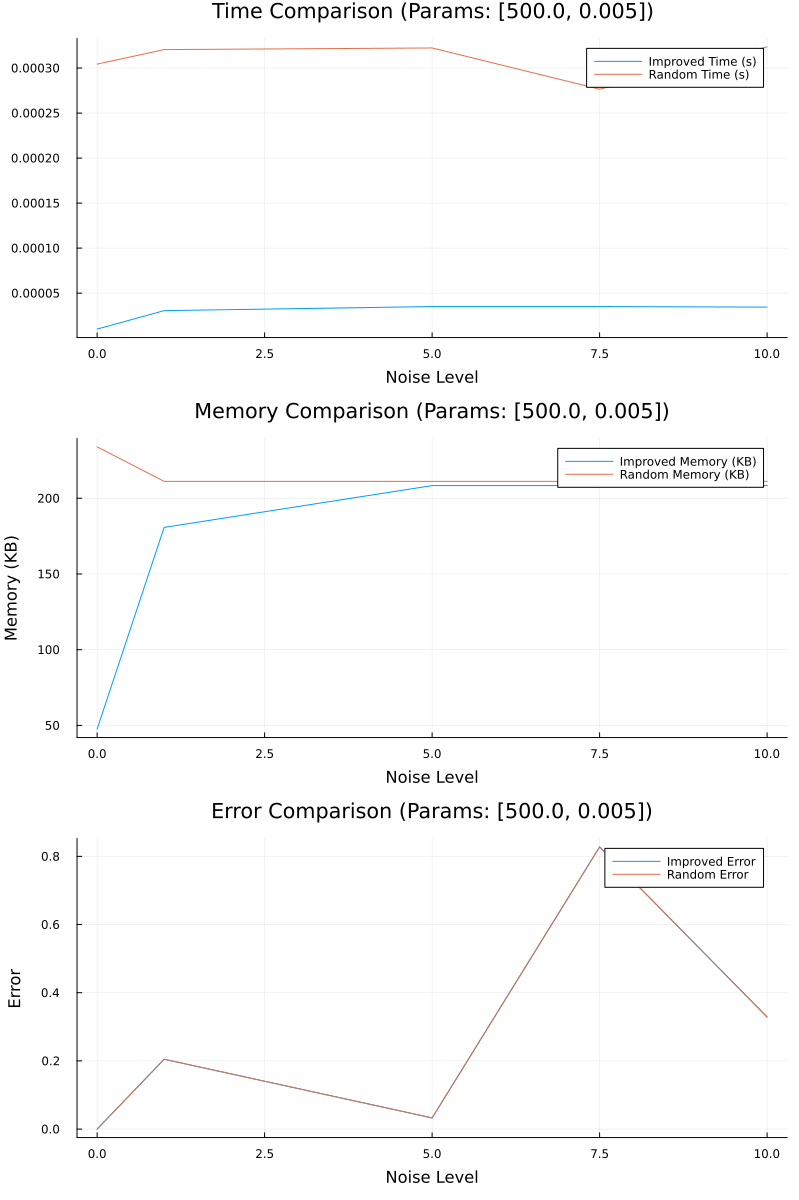 Time Comparison (Params: [500.0, 0.005])
0.00030
0.00025
0.00020
0.00015
0.00010
0.00005
Improved Time (s)
Random Time (s)
0.0 2.5 5.0 7.5 10.0
Noise Level
Memory Comparison (Params: [500.0, 0.005])
Memory (KB)
200
150
100
50
Improved Memory (KB)
Random Memory (KB)
0.0 2.5 5.0 7.5 10.0
Noise Level
Error Comparison (Params: [500.0, 0.005])
Error
0.8
0.6
0.4
0.2
0.0
Improved Error
Random Error
0.0 2.5 5.0 7.5 10.0
Noise Level